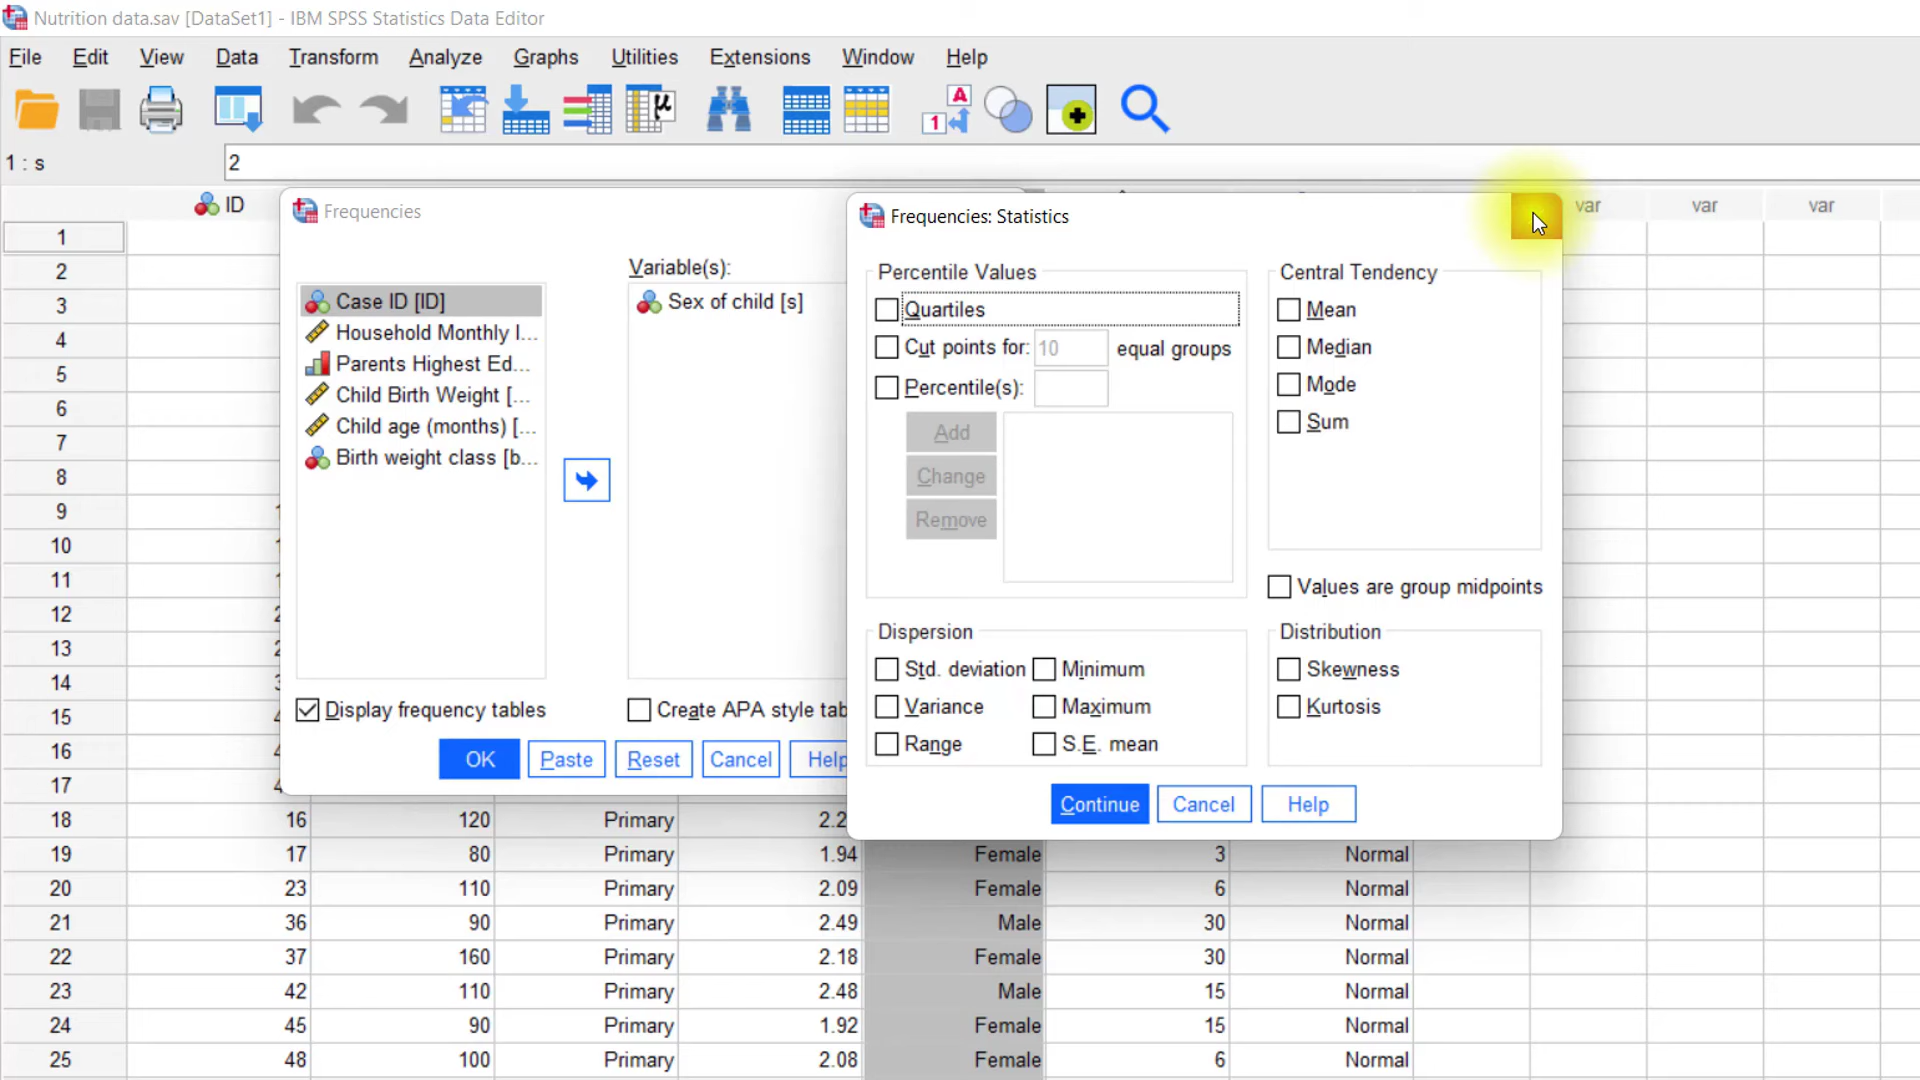 Nutrition data.sav [DataSet1] - IBM SPSS Statistics Data Editor
File Edit View Data Transform Analyze Graphs Utilities Extensions Window Help
1 : s 2
ID var var var
Frequencies
Variable(s):
Case ID [ID]
Household Monthly I...
Parents Highest Ed...
Child Birth Weight [...
Child age (months) [...
Birth weight class [b...
Sex of child [s]
Display frequency tables
Create APA style tab
OK Paste Reset Cancel Help
Frequencies: Statistics
Percentile Values
Quartiles
Cut points for: 10 equal groups
Percentile(s):
Add
Change
Remove
Central Tendency
Mean
Median
Mode
Sum
Values are group midpoints
Dispersion
Std. deviation Minimum
Variance Maximum
Range S.E. mean
Distribution
Skewness
Kurtosis
Continue Cancel Help
1
2
3
4
5
6
7
8
9
10
11
12
13
14
15
16
17
18 16 120 Primary 2.2
19 17 80 Primary 1.94 Female 3 Normal
20 23 110 Primary 2.09 Female 6 Normal
21 36 90 Primary 2.49 Male 30 Normal
22 37 160 Primary 2.18 Female 30 Normal
23 42 110 Primary 2.48 Male 15 Normal
24 45 90 Primary 1.92 Female 15 Normal
25 48 100 Primary 2.08 Female 6 Normal